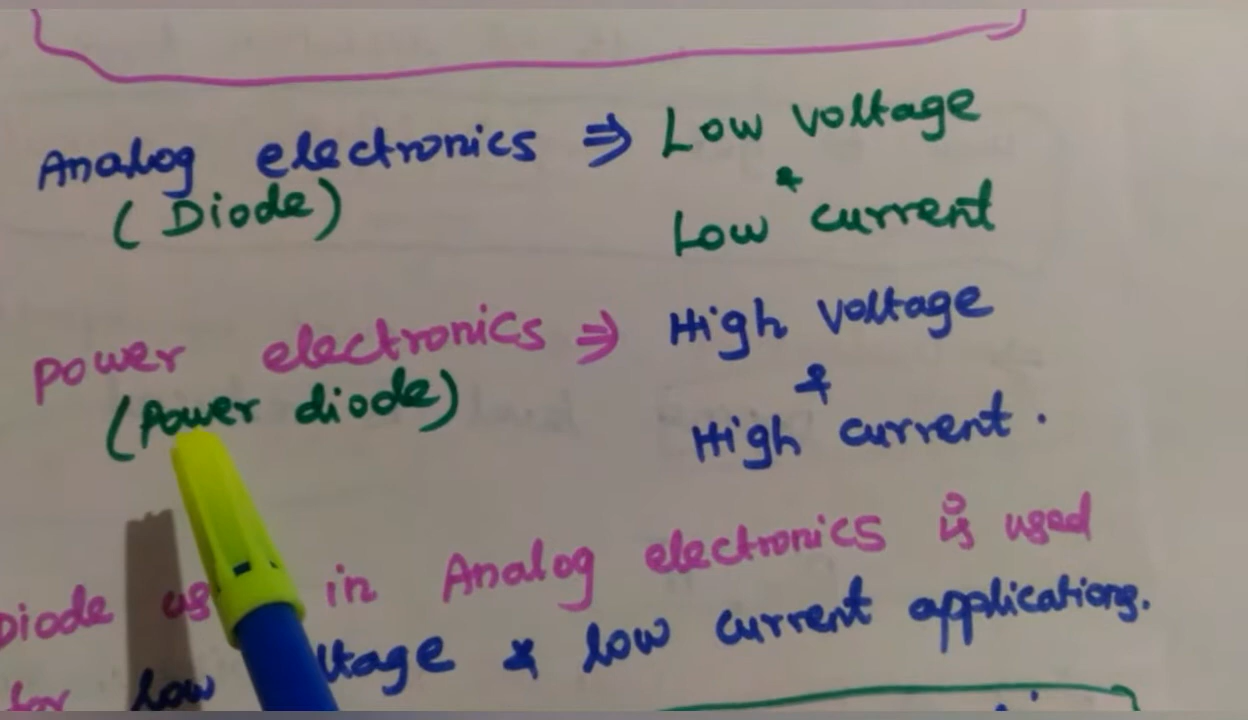 Analog electronics ⇒ Low voltage
(Diode) &
Low current
power electronics ⇒ High voltage
(Power diode) &
High current.
Diode in Analog electronics is used
for low & low current applications.